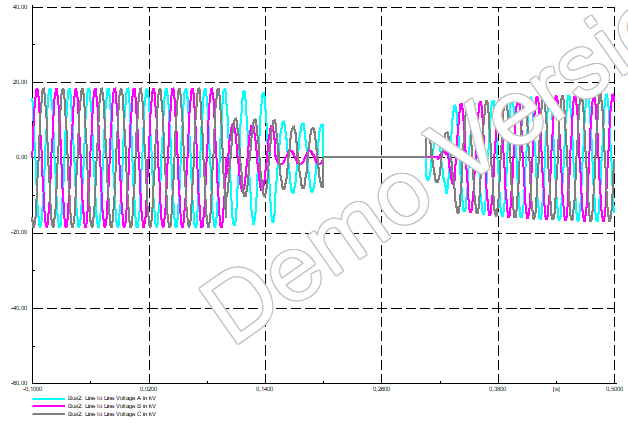 40,00
20,00
0,00
-20,00
-40,00
-60,00
-0,1000 0,0200 0,1400 0,2600 0,3800 [s] 0,5000
Bus2: Line to Line Voltage A in kV
Bus2: Line to Line Voltage B in kV
Bus2: Line to Line Voltage C in kV
Demo Versio